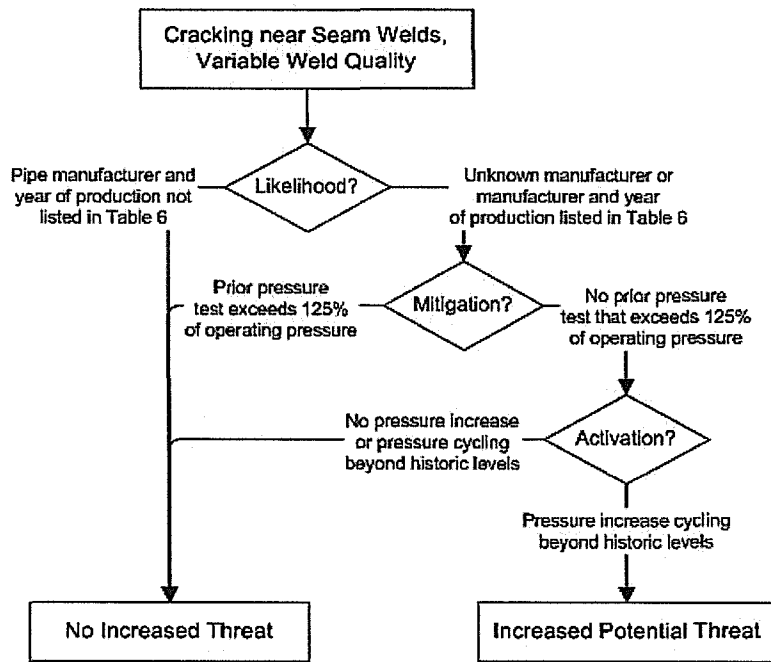 Cracking near Seam Welds,
Variable Weld Quality
Likelihood?
Pipe manufacturer and
year of production not
listed in Table 6
Unknown manufacturer or
manufacturer and year
of production listed in Table 6
Mitigation?
Prior pressure
test exceeds 125%
of operating pressure
No prior pressure
test that exceeds 125%
of operating pressure
Activation?
No pressure increase
or pressure cycling
beyond historic levels
Pressure increase cycling
beyond historic levels
No Increased Threat
Increased Potential Threat